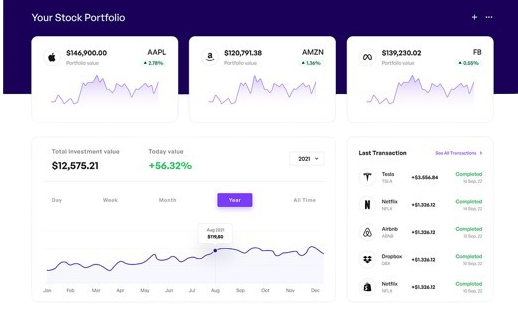 Your Stock Portfolio
$146,900.00 AAPL
Portfolio value 2.78%
$120,791.38 AMZN
Portfolio value 1.36%
$139,230.02 FB
Portfolio value 0.55%
Total Investment value
$12,575.21
Today value
+56.32%
2021
Day Week Month Year All Time
Aug 2021
$119,80
Jan Feb Mar Apr May Jun Jul Aug Sep Oct Nov Dec
Last Transaction See All Transactions
Tesla +$3.556.84 Completed
TSLA 16 Sep, 22
Netflix +$1.326.12 Completed
NFLX 14 Sep, 22
Airbnb +$1.326.12 Completed
ABNB 13 Sep, 22
Dropbox +$1.326.12 Completed
DBX 10 Sep, 22
Netflix +$1.326.12 Completed
NFLX 10 Sep, 22